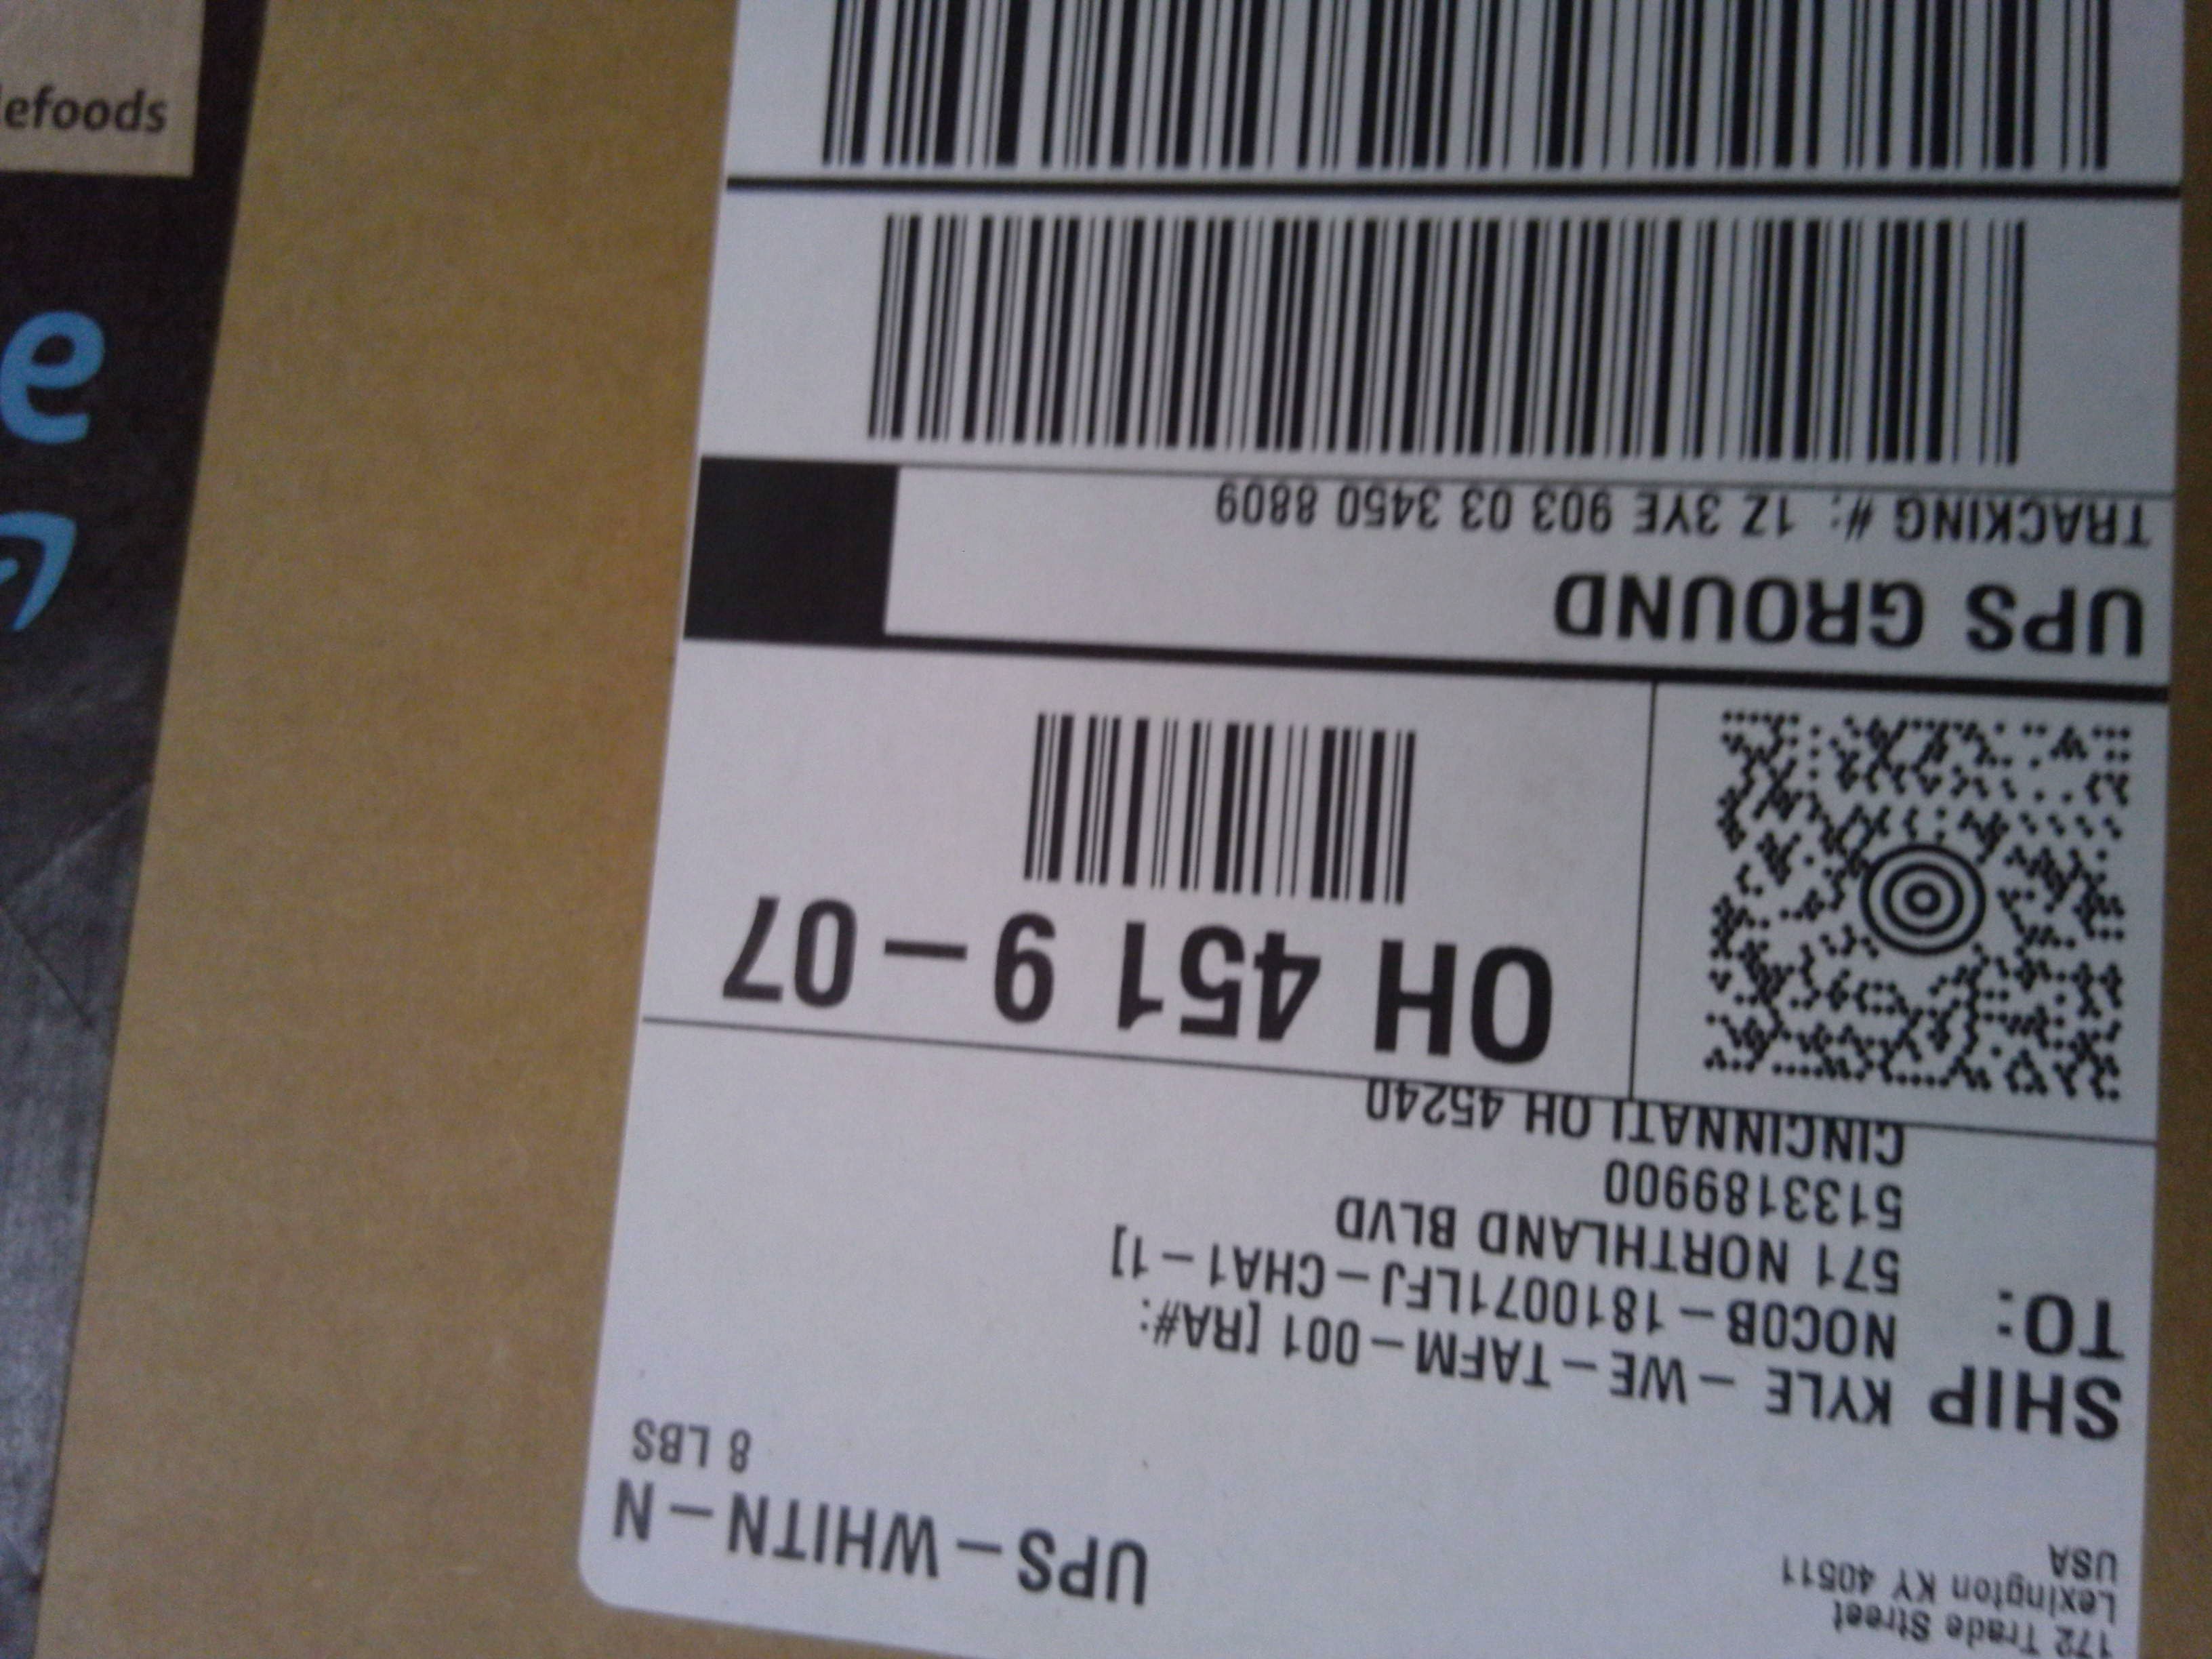 172 Trade Street
Lexington KY 40511
USA
UPS-WHITN-N
8 LBS
SHIP
TO:
KYLE - WE-TAFM-001 [RA#:
NOC0B-1810071LFJ-CHA1-1]
571 NORTHLAND BLVD
5133189900
CINCINNATI OH 45240
OH 451 9-07
UPS GROUND
TRACKING #: 1Z 3YE 903 03 3450 8809
efoods
e